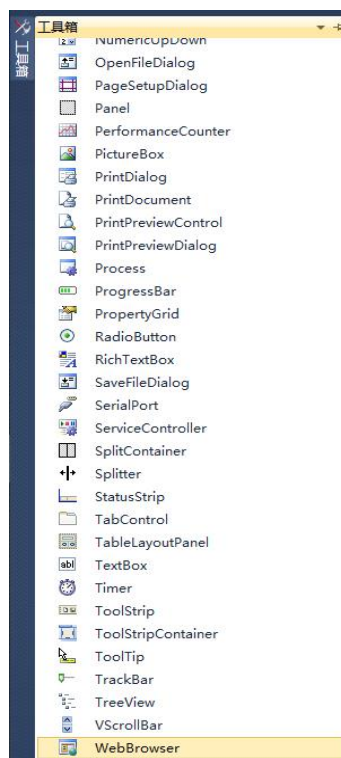 工具箱
工具箱
NumericUpDown
OpenFileDialog
PageSetupDialog
Panel
PerformanceCounter
PictureBox
PrintDialog
PrintDocument
PrintPreviewControl
PrintPreviewDialog
Process
ProgressBar
PropertyGrid
RadioButton
RichTextBox
SaveFileDialog
SerialPort
ServiceController
SplitContainer
Splitter
StatusStrip
TabControl
TableLayoutPanel
abl TextBox
Timer
ToolStrip
ToolStripContainer
ToolTip
TrackBar
TreeView
VScrollBar
WebBrowser